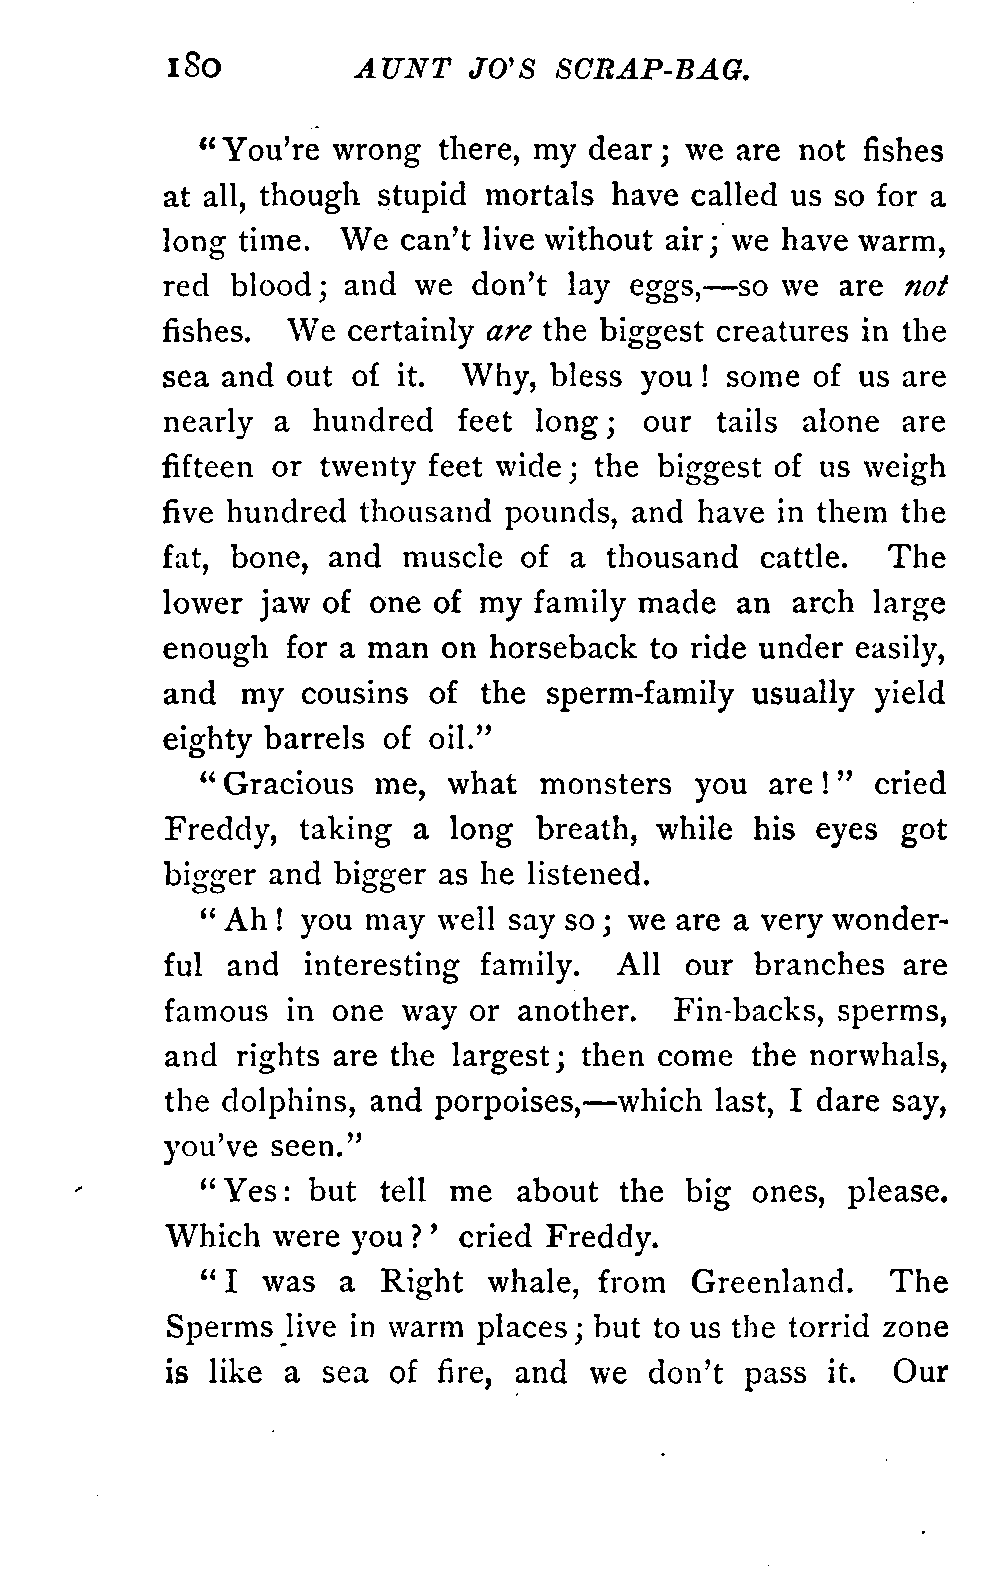 180 AUNT JO'S SCRAP-BAG.
"You're wrong there, my dear; we are not fishes
at all, though stupid mortals have called us so for a
long time. We can't live without air; we have warm,
red blood; and we don't lay eggs,—so we are not
fishes. We certainly are the biggest creatures in the
sea and out of it. Why, bless you! some of us are
nearly a hundred feet long; our tails alone are
fifteen or twenty feet wide; the biggest of us weigh
five hundred thousand pounds, and have in them the
fat, bone, and muscle of a thousand cattle. The
lower jaw of one of my family made an arch large
enough for a man on horseback to ride under easily,
and my cousins of the sperm-family usually yield
eighty barrels of oil."
"Gracious me, what monsters you are!" cried
Freddy, taking a long breath, while his eyes got
bigger and bigger as he listened.
"Ah! you may well say so; we are a very wonder-
ful and interesting family. All our branches are
famous in one way or another. Fin-backs, sperms,
and rights are the largest; then come the norwhals,
the dolphins, and porpoises,—which last, I dare say,
you've seen."
"Yes: but tell me about the big ones, please.
Which were you?' cried Freddy.
"I was a Right whale, from Greenland. The
Sperms live in warm places; but to us the torrid zone
is like a sea of fire, and we don't pass it. Our